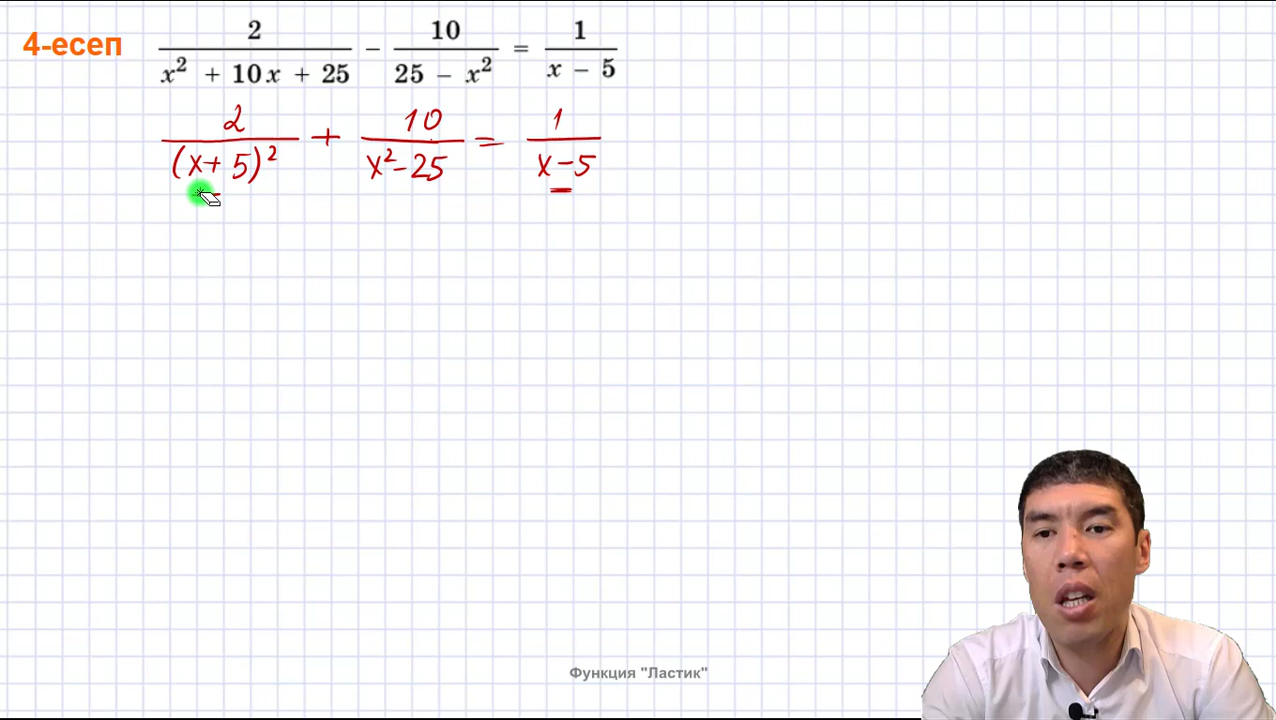 4-есеп 2/(x² + 10x + 25) − 10/(25 − x²) = 1/(x − 5)
2/(x+5)² + 10/(x²−25) = 1/(x−5)
Функция "Ластик"